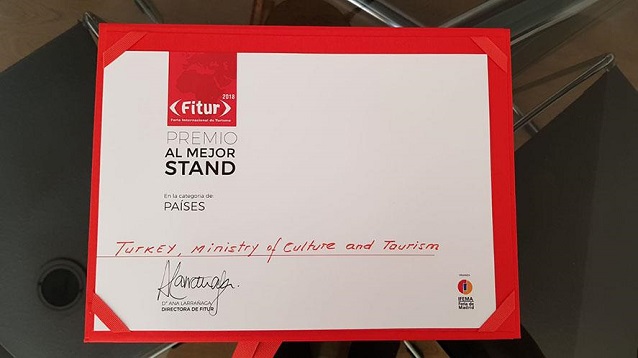 2018
Fitur
Feria Internacional de Turismo
PREMIO
AL MEJOR
STAND
En la categoría de:
PAÍSES
TURKEY, Ministry of Culture and Tourism
Dª ANA LARRAÑAGA
DIRECTORA DE FITUR
IFEMA
Feria de
Madrid